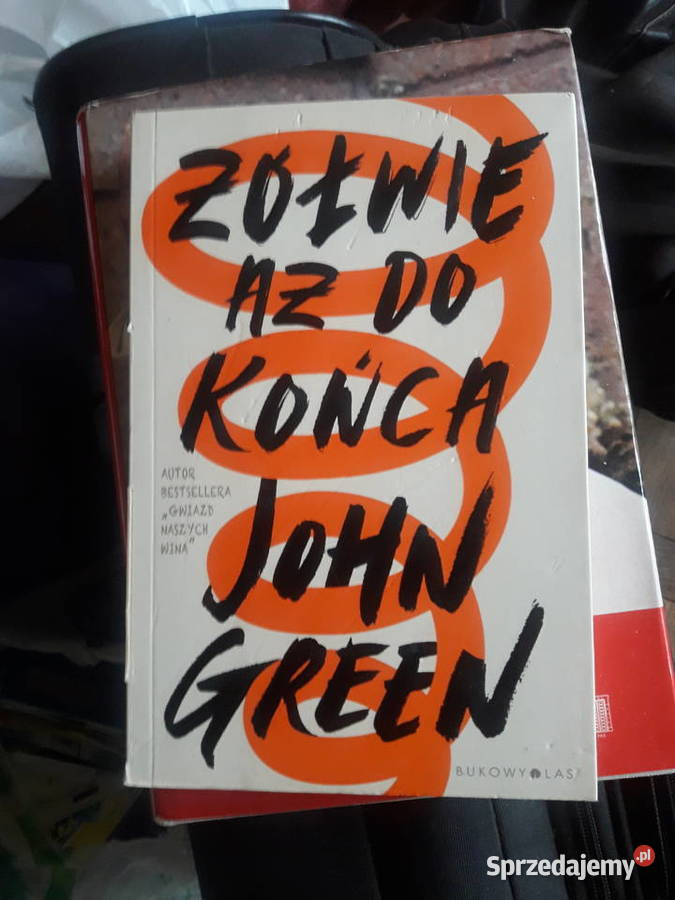 ŻÓŁWIE
AŻ DO
KOŃCA
AUTOR
BESTSELLERA
„GWIAZD
NASZYCH
WINA”
JOHN
GREEN
BUKOWY LAS
Sprzedajemy.pl